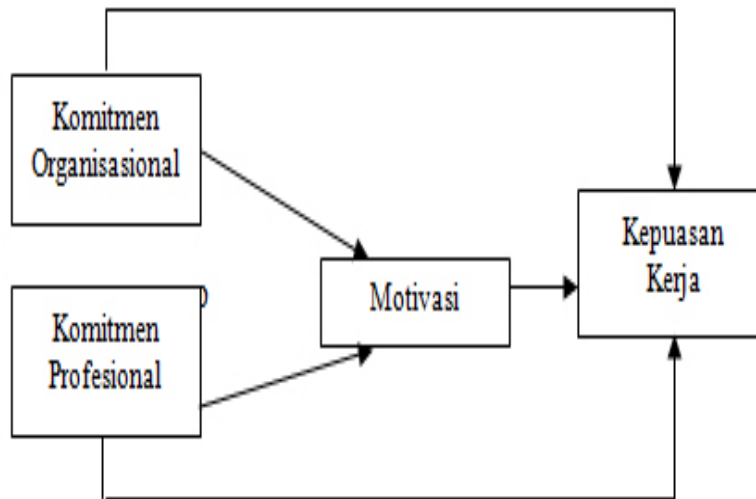 Komitmen
Organisasional
Komitmen
Profesional
Motivasi
Kepuasan
Kerja